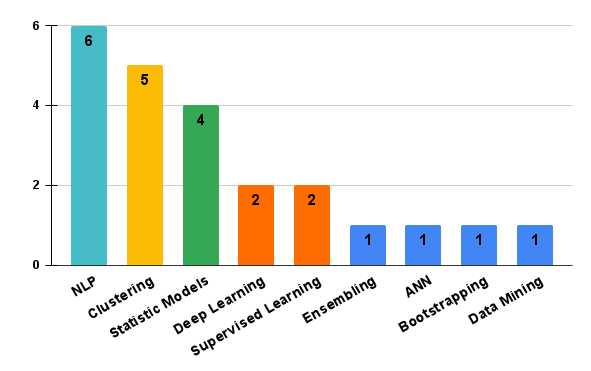 6
4
2
0
6
5
4
2
2
1
1
1
1
NLP
Clustering
Statistic Models
Deep Learning
Supervised Learning
Ensembling
ANN
Bootstrapping
Data Mining